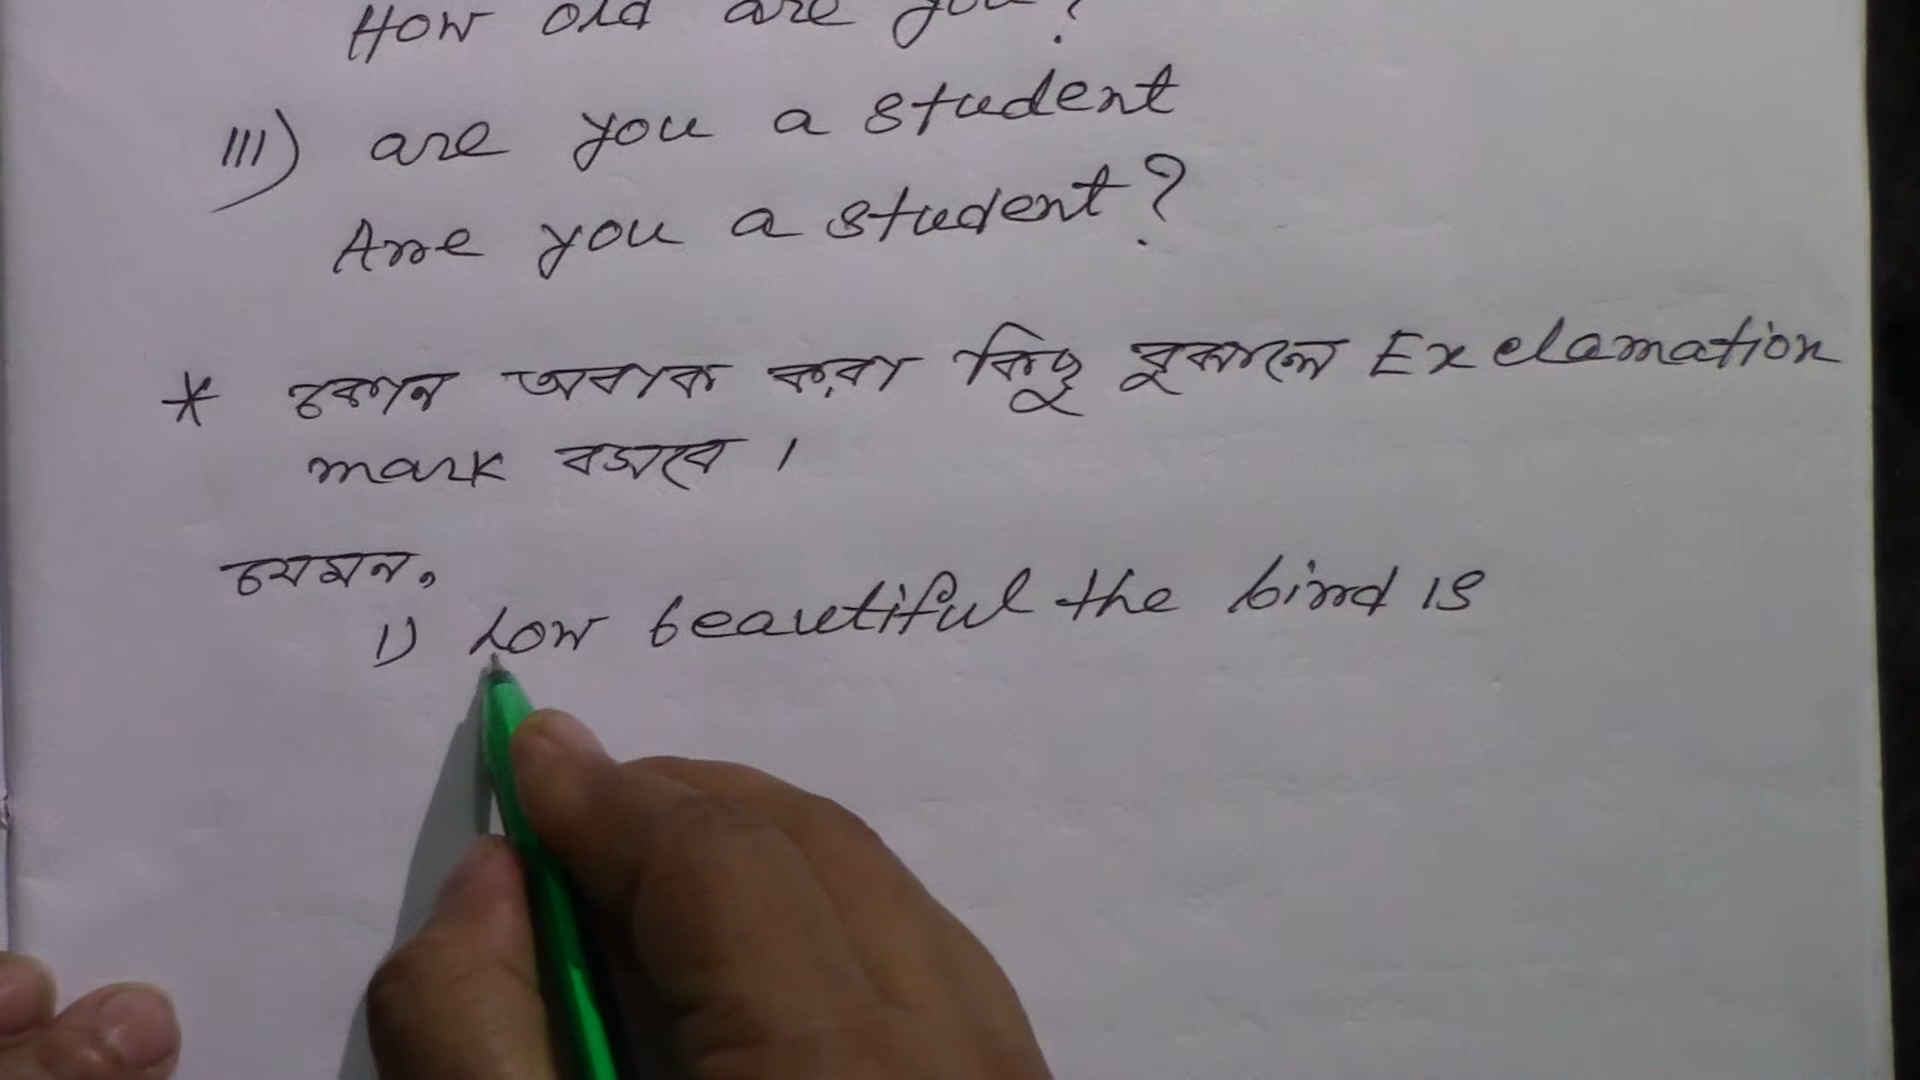 How old are you?
III) are you a student
Are you a student?
* কোন অবাক করা কিছু বুঝালে Exclamation
mark বসবে ।
যেমন,
I) how beautiful the bird is